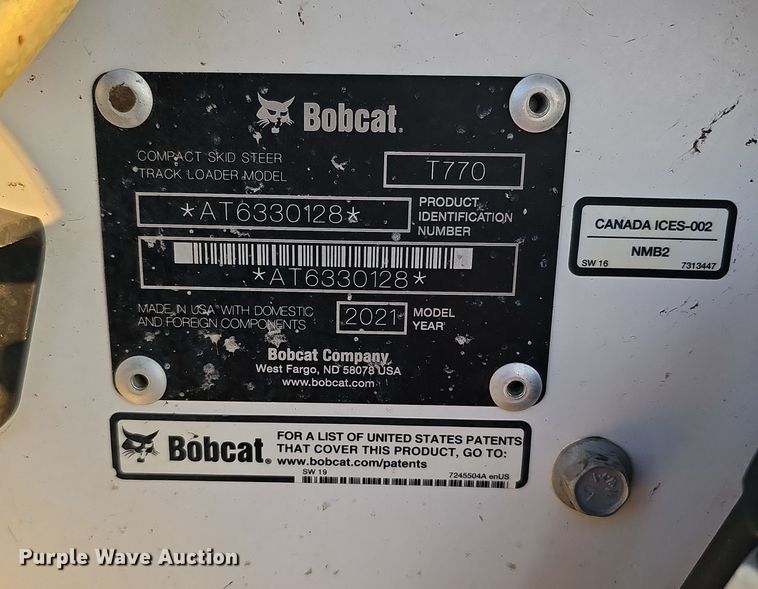 Bobcat.
COMPACT SKID STEER
TRACK LOADER MODEL
T770
*AT6330128*
PRODUCT
IDENTIFICATION
NUMBER
*AT6330128*
MADE IN USA WITH DOMESTIC
AND FOREIGN COMPONENTS
2021
MODEL
YEAR
Bobcat Company
West Fargo, ND 58078 USA
www.bobcat.com
CANADA ICES-002
NMB2
SW 16 7313447
Bobcat.
FOR A LIST OF UNITED STATES PATENTS
THAT COVER THIS PRODUCT, GO TO:
www.bobcat.com/patents
SW 19 7245504A enUS
Purple Wave Auction